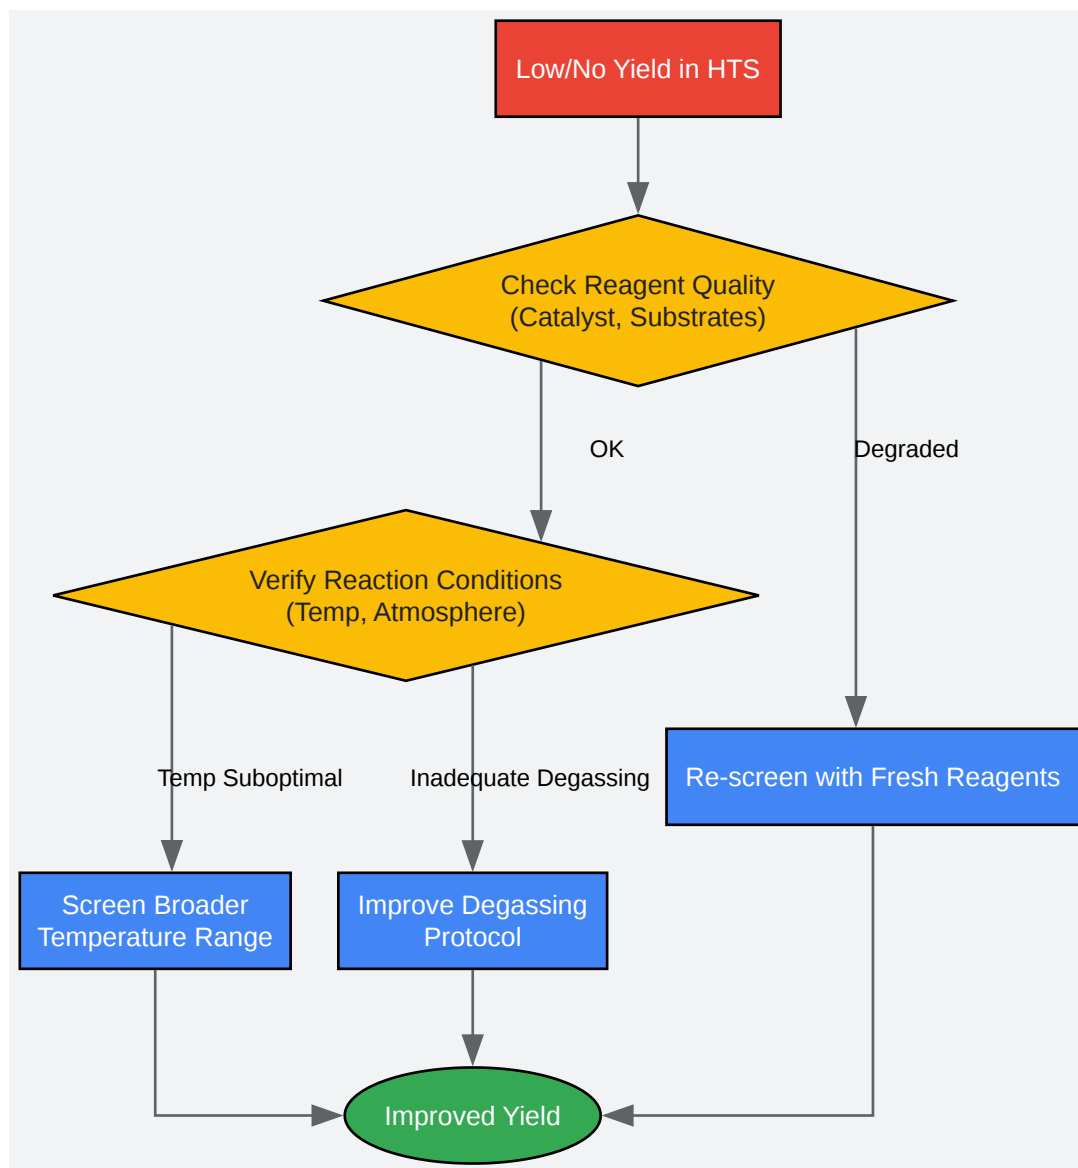 Low/No Yield in HTS
Check Reagent Quality
(Catalyst, Substrates)
OK
Degraded
Verify Reaction Conditions
(Temp, Atmosphere)
Temp Suboptimal
Inadequate Degassing
Re-screen with Fresh Reagents
Screen Broader
Temperature Range
Improve Degassing
Protocol
Improved Yield